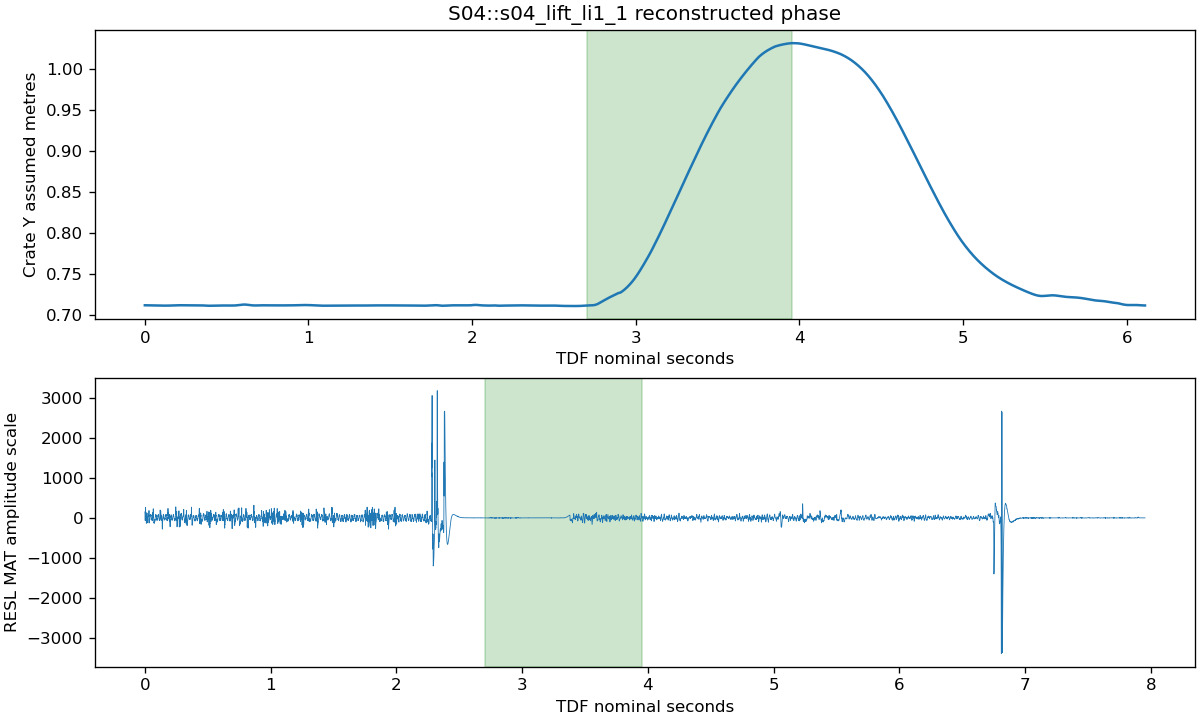 S04::s04_lift_li1_1 reconstructed phase
Crate Y assumed metres
1.00
0.95
0.90
0.85
0.80
0.75
0.70
0 1 2 3 4 5 6
TDF nominal seconds
RESL MAT amplitude scale
3000
2000
1000
0
−1000
−2000
−3000
0 1 2 3 4 5 6 7 8
TDF nominal seconds